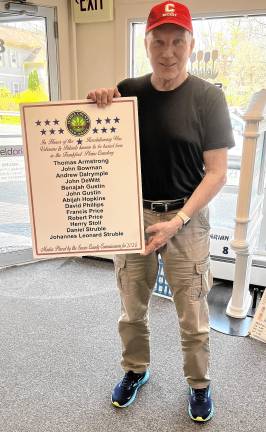 EXIT
C
In Honor of the Revolutionary War
Veterans & Patriots known to be buried here
in the Frankford Plains Cemetery
Thomas Armstrong
John Bowman
Andrew Dalrymple
John DeWitt
Benajah Gustin
John Gustin
Abijah Hopkins
David Phillips
Francis Price
Robert Price
Henry Stoll
Daniel Struble
Johannes Leonard Struble
Marker Placed by the Sussex County Commissioners for 2024